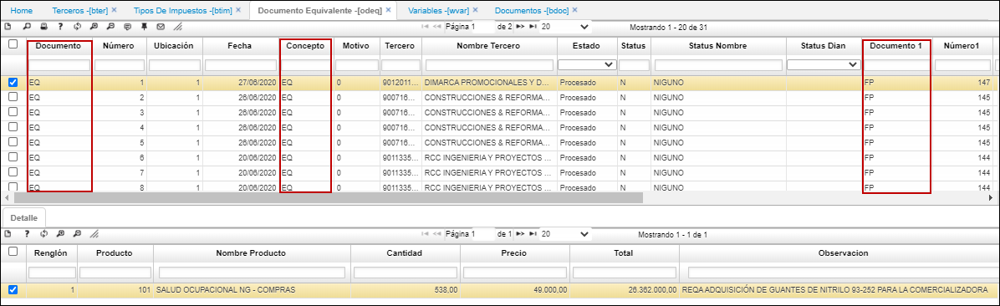 Home Terceros -[bter] × Tipos De Impuestos -[btim] × Documento Equivalente -[odeq] × Variables -[wvar] × Documentos -[bdoc] ×
Página 1 de 2 20 Mostrando 1 - 20 de 31
Documento Número Ubicación Fecha Concepto Motivo Tercero Nombre Tercero Estado Status Status Nombre Status Dian Documento 1 Número1
EQ 1 1 27/06/2020 EQ 0 9012011... DIMARCA PROMOCIONALES Y D... Procesado N NIGUNO FP 147
EQ 2 1 26/06/2020 EQ 0 900716... CONSTRUCCIONES & REFORMA... Procesado N NIGUNO FP 145
EQ 3 1 26/06/2020 EQ 0 900716... CONSTRUCCIONES & REFORMA... Procesado N NIGUNO FP 145
EQ 4 1 26/06/2020 EQ 0 900716... CONSTRUCCIONES & REFORMA... Procesado N NIGUNO FP 145
EQ 5 1 26/06/2020 EQ 0 900716... CONSTRUCCIONES & REFORMA... Procesado N NIGUNO FP 145
EQ 6 1 20/06/2020 EQ 0 9011335... RCC INGENIERIA Y PROYECTOS ... Procesado N NIGUNO FP 144
EQ 7 1 20/06/2020 EQ 0 9011335... RCC INGENIERIA Y PROYECTOS ... Procesado N NIGUNO FP 144
EQ 8 1 20/06/2020 EQ 0 9011335... RCC INGENIERIA Y PROYECTOS ... Procesado N NIGUNO FP 144
Detalle
Página 1 de 1 20 Mostrando 1 - 1 de 1
Renglón Producto Nombre Producto Cantidad Precio Total Observacion
1 101 SALUD OCUPACIONAL NG - COMPRAS 538,00 49.000,00 26.362.000,00 REQA ADQUISICIÓN DE GUANTES DE NITRILO 93-252 PARA LA COMERCIALIZADORA